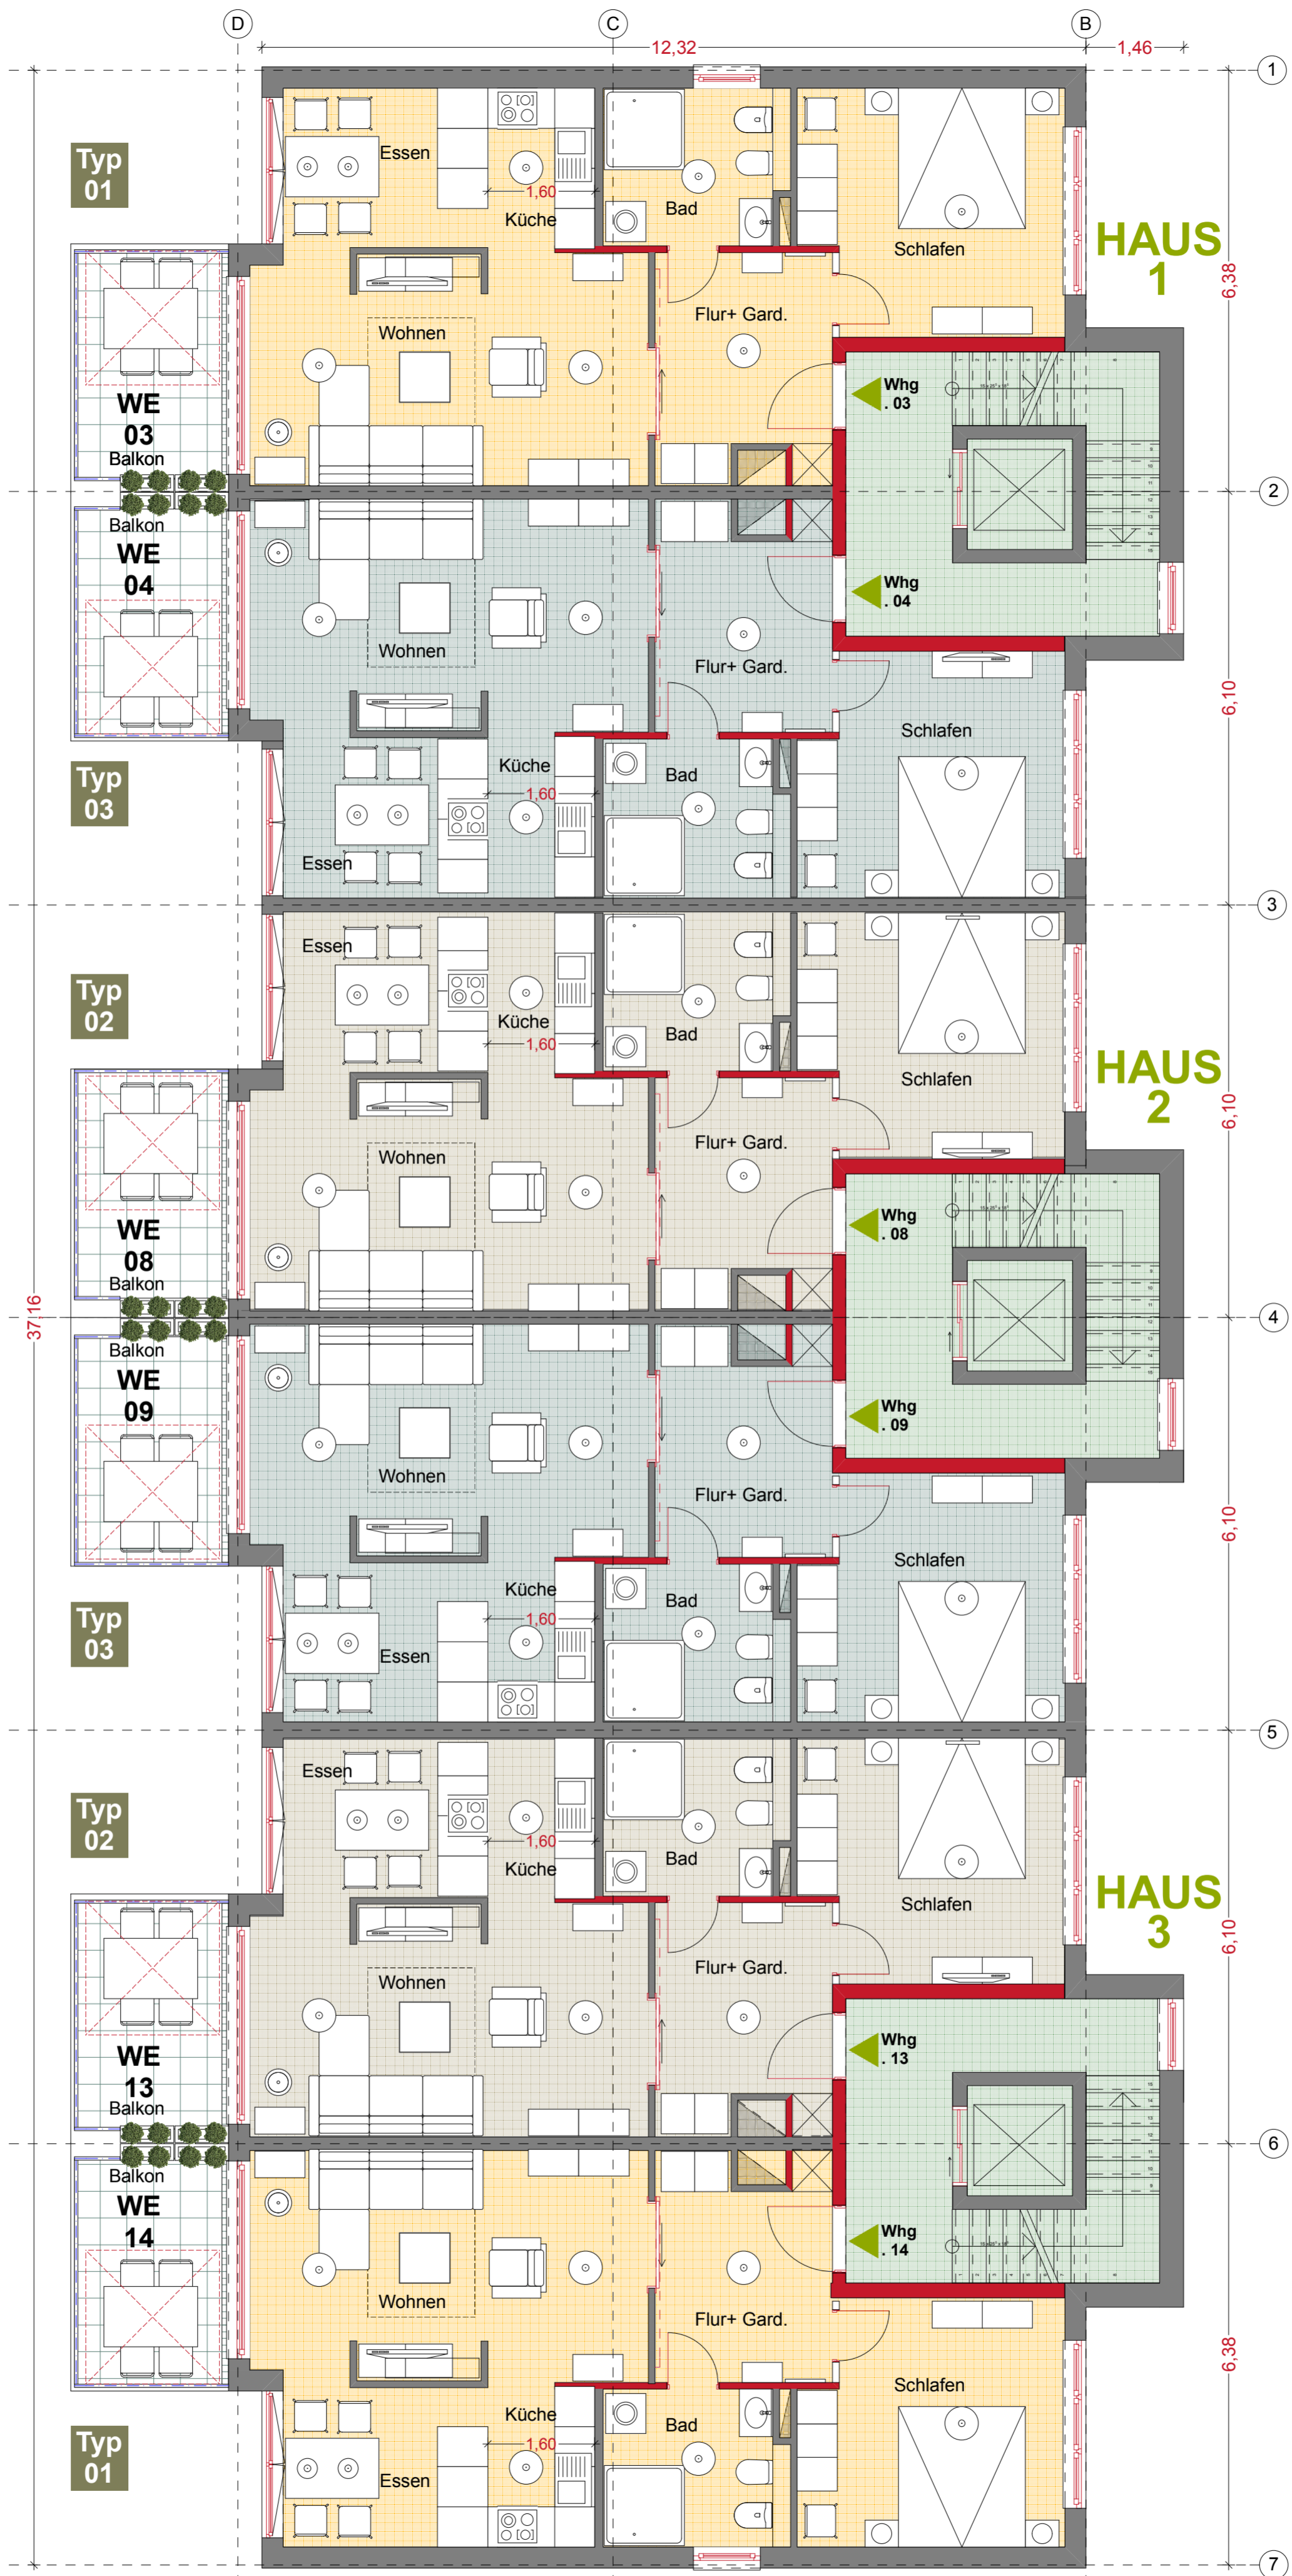 D
C
B
12,32
1,46
1
Typ
01
Essen
1,60
Küche
Bad
Schlafen
HAUS
1
6,38
Wohnen
Flur+ Gard.
WE
03
Balkon
Whg
. 03
2
Balkon
WE
04
Whg
. 04
Wohnen
Flur+ Gard.
6,10
Schlafen
Typ
03
Küche
Bad
1,60
Essen
3
Essen
Typ
02
Küche
Bad
1,60
Schlafen
HAUS
2
6,10
Wohnen
Flur+ Gard.
WE
08
Balkon
Whg
. 08
37,16
4
Balkon
WE
09
Whg
. 09
Wohnen
Flur+ Gard.
6,10
Schlafen
Typ
03
Küche
Bad
1,60
Essen
5
Essen
Typ
02
1,60
Küche
Bad
Schlafen
HAUS
3
6,10
Wohnen
Flur+ Gard.
WE
13
Balkon
Whg
. 13
6
Balkon
WE
14
Whg
. 14
Wohnen
Flur+ Gard.
6,38
Schlafen
Typ
01
Küche
Bad
1,60
Essen
7